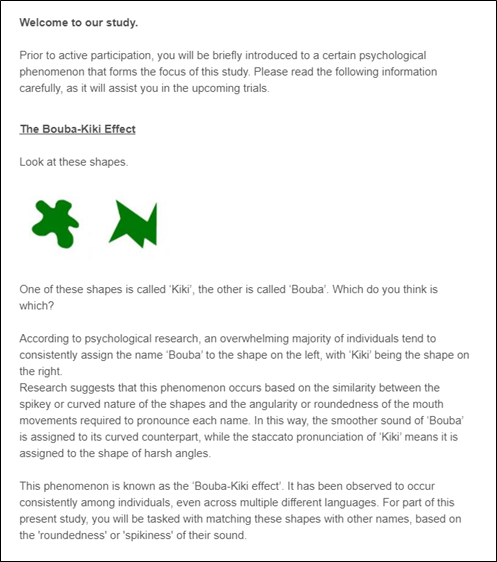 Welcome to our study.
Prior to active participation, you will be briefly introduced to a certain psychological
phenomenon that forms the focus of this study. Please read the following information
carefully, as it will assist you in the upcoming trials.
The Bouba-Kiki Effect
Look at these shapes.
One of these shapes is called ‘Kiki’, the other is called ‘Bouba’. Which do you think is
which?
According to psychological research, an overwhelming majority of individuals tend to
consistently assign the name ‘Bouba’ to the shape on the left, with ‘Kiki’ being the shape on
the right.
Research suggests that this phenomenon occurs based on the similarity between the
spikey or curved nature of the shapes and the angularity or roundedness of the mouth
movements required to pronounce each name. In this way, the smoother sound of ‘Bouba’
is assigned to its curved counterpart, while the staccato pronunciation of ‘Kiki’ means it is
assigned to the shape of harsh angles.
This phenomenon is known as the ‘Bouba-Kiki effect’. It has been observed to occur
consistently among individuals, even across multiple different languages. For part of this
present study, you will be tasked with matching these shapes with other names, based on
the 'roundedness' or 'spikiness' of their sound.